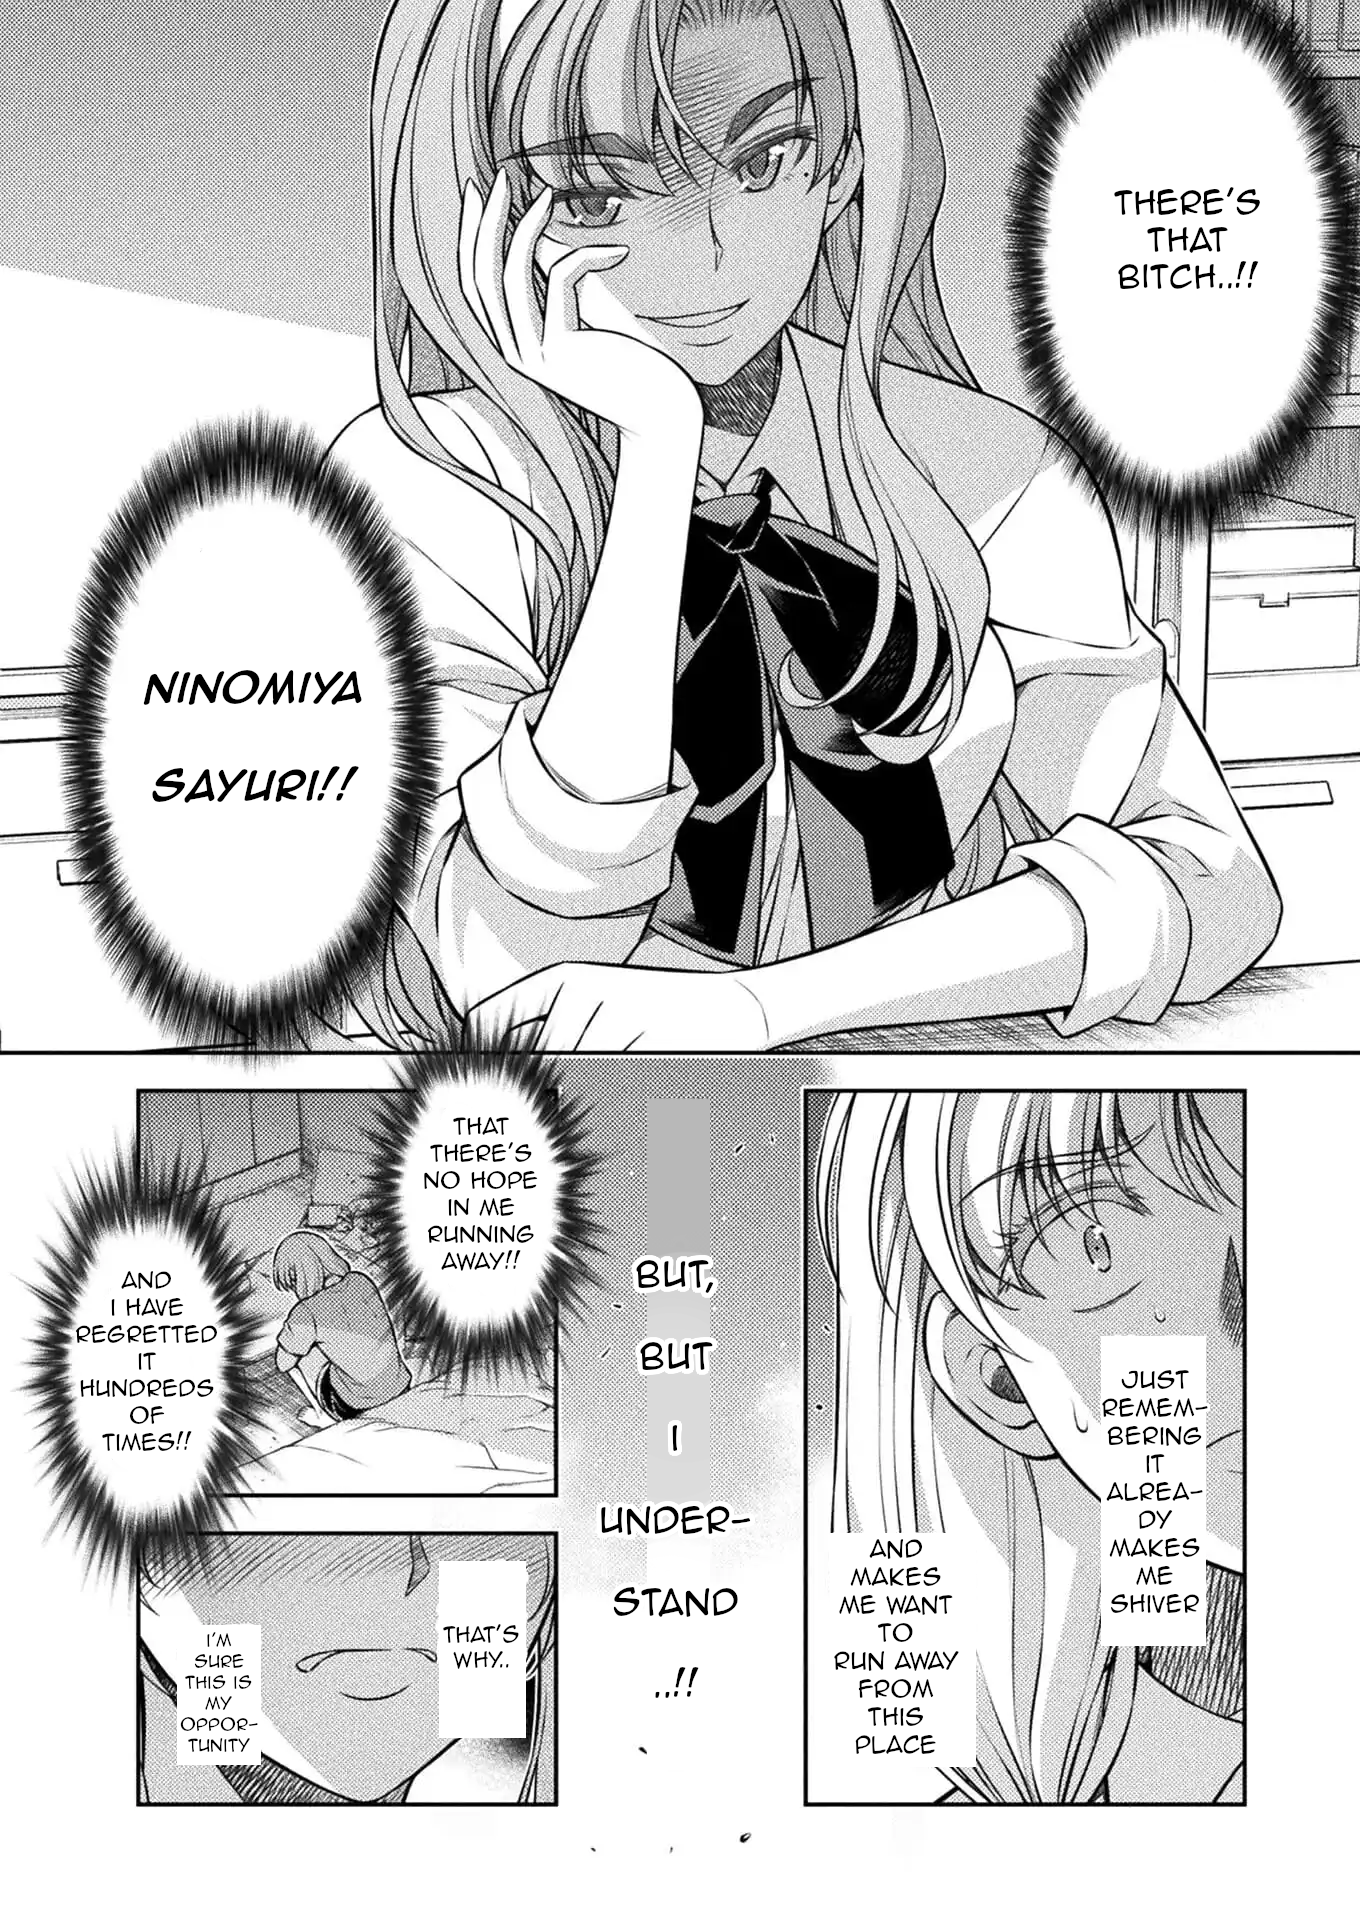 THERE'S
THAT
BITCH..!!
NINOMIYA
SAYURI!!
JUST
REMEM-
BERING
IT
ALREA-
DY
MAKES
ME
SHIVER
AND
MAKES
ME WANT
TO
RUN AWAY
FROM
THIS
PLACE
BUT,
BUT
I
UNDER-
STAND
..!!
THAT
THERE'S
NO HOPE
IN ME
RUNNING
AWAY!!
AND
I HAVE
REGRETTED
IT
HUNDREDS
OF
TIMES!!
THAT'S
WHY..
I'M
SURE
THIS IS
MY
OPPOR-
TUNITY